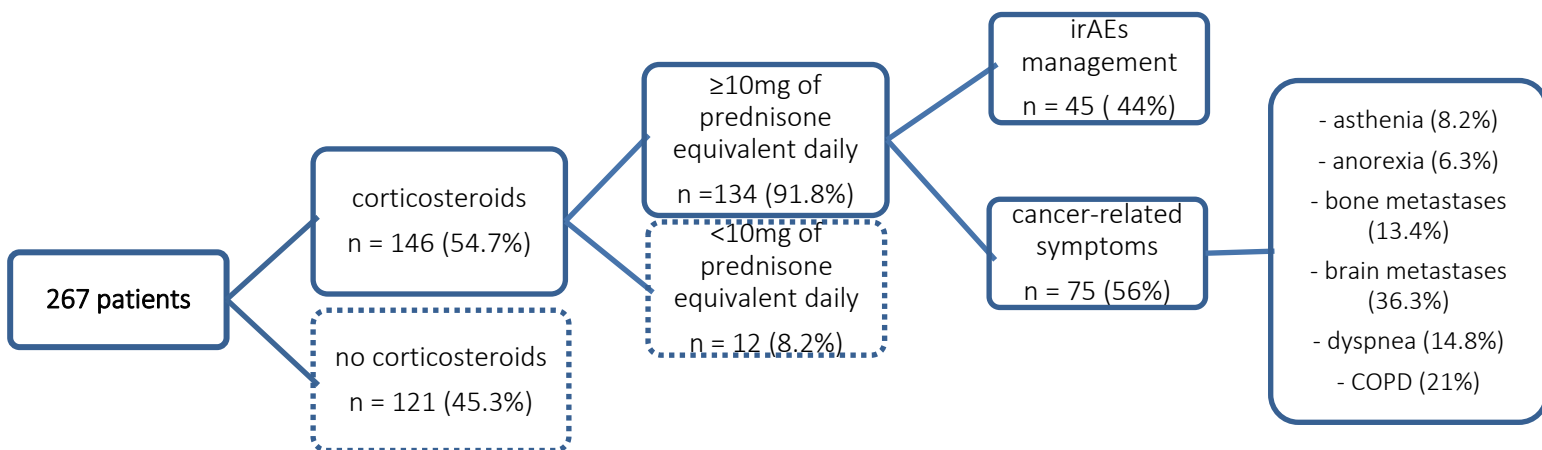 267 patients
corticosteroids
n = 146 (54.7%)
no corticosteroids
n = 121 (45.3%)
≥10mg of
prednisone
equivalent daily
n =134 (91.8%)
<10mg of
prednisone
equivalent daily
n = 12 (8.2%)
irAEs
management
n = 45 ( 44%)
cancer-related
symptoms
n = 75 (56%)
- asthenia (8.2%)
- anorexia (6.3%)
- bone metastases
(13.4%)
- brain metastases
(36.3%)
- dyspnea (14.8%)
- COPD (21%)